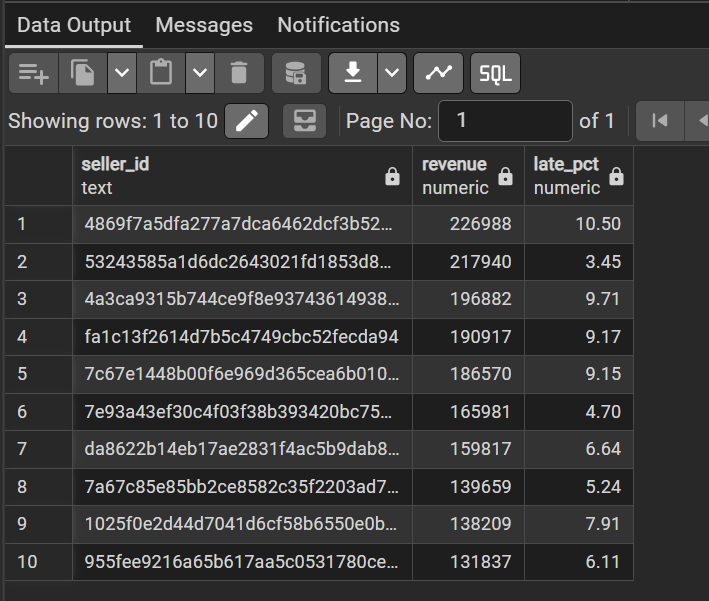 Data Output Messages Notifications
SQL
Showing rows: 1 to 10 Page No: 1 of 1
seller_id revenue late_pct
text numeric numeric
1 4869f7a5dfa277a7dca6462dcf3b52… 226988 10.50
2 53243585a1d6dc2643021fd1853d8… 217940 3.45
3 4a3ca9315b744ce9f8e93743614938… 196882 9.71
4 fa1c13f2614d7b5c4749cbc52fecda94 190917 9.17
5 7c67e1448b00f6e969d365cea6b010… 186570 9.15
6 7e93a43ef30c4f03f38b393420bc75… 165981 4.70
7 da8622b14eb17ae2831f4ac5b9dab8… 159817 6.64
8 7a67c85e85bb2ce8582c35f2203ad7… 139659 5.24
9 1025f0e2d44d7041d6cf58b6550e0b… 138209 7.91
10 955fee9216a65b617aa5c0531780ce… 131837 6.11